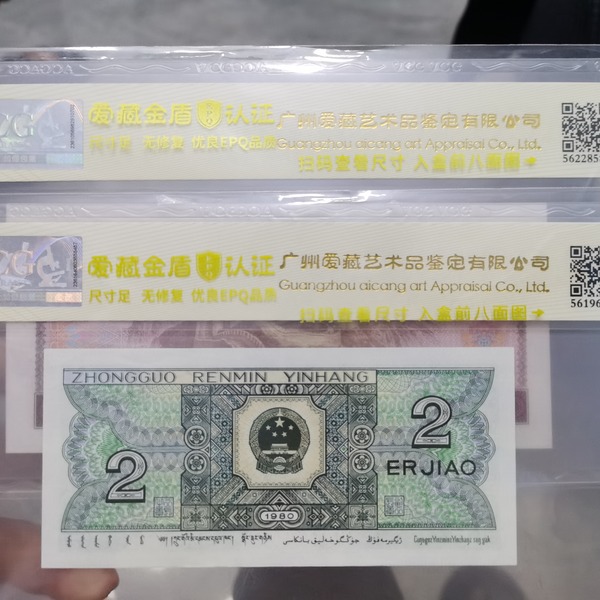 爱藏金盾 认证 广州爱藏艺术品鉴定有限公司
尺寸足 无修复 优良EPQ品质 Guangzhou aicang art Appraisal Co., Ltd.
扫码查看尺寸 入盒前八面图
562285
爱藏金盾 认证 广州爱藏艺术品鉴定有限公司
尺寸足 无修复 优良EPQ品质 Guangzhou aicang art Appraisal Co., Ltd.
扫码查看尺寸 入盒前八面图
56196
ZHONGGUO RENMIN YINHANG
2
2
ERJIAO
1980